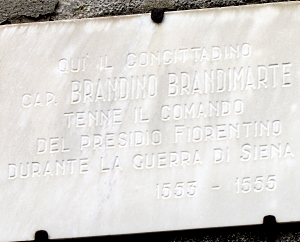 QUI IL CONCITTADINO
CAP. BRANDINO BRANDIMARTE
TENNE IL COMANDO
DEL PRESIDIO FIORENTINO
DURANTE LA GUERRA DI SIENA
1553 - 1555